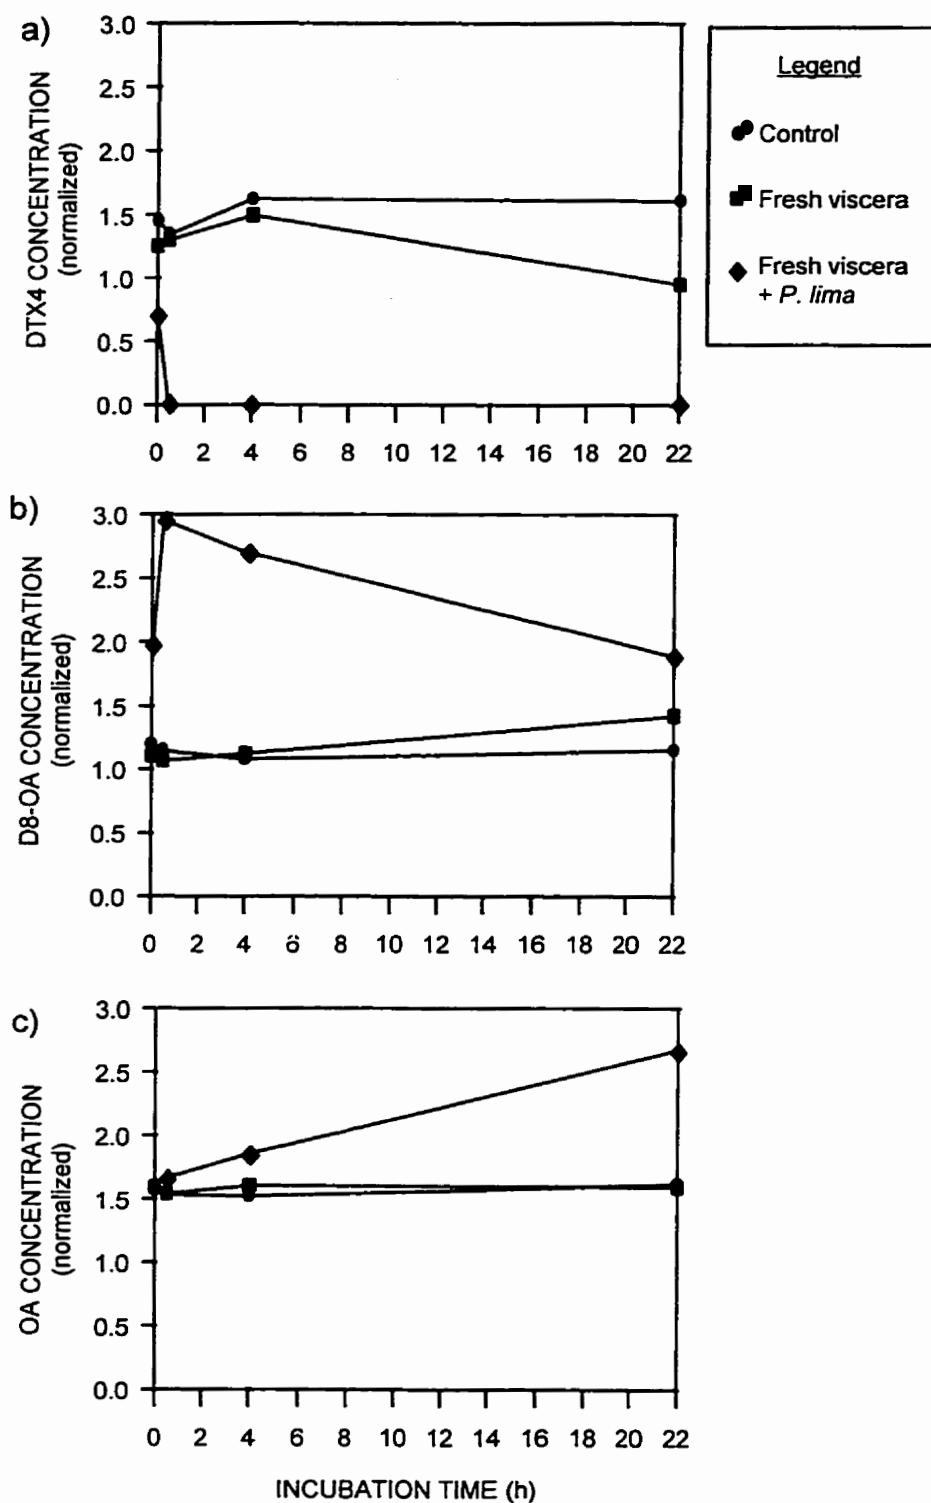 a)
DTX4 CONCENTRATION
(normalized)
3.0
2.5
2.0
1.5
1.0
0.5
0.0
0 2 4 6 8 10 12 14 16 18 20 22
Legend
Control
Fresh viscera
Fresh viscera
+ P. lima
b)
D8-OA CONCENTRATION
(normalized)
3.0
2.5
2.0
1.5
1.0
0.5
0.0
0 2 4 6 8 10 12 14 16 18 20 22
c)
OA CONCENTRATION
(normalized)
3.0
2.5
2.0
1.5
1.0
0.5
0.0
0 2 4 6 8 10 12 14 16 18 20 22
INCUBATION TIME (h)